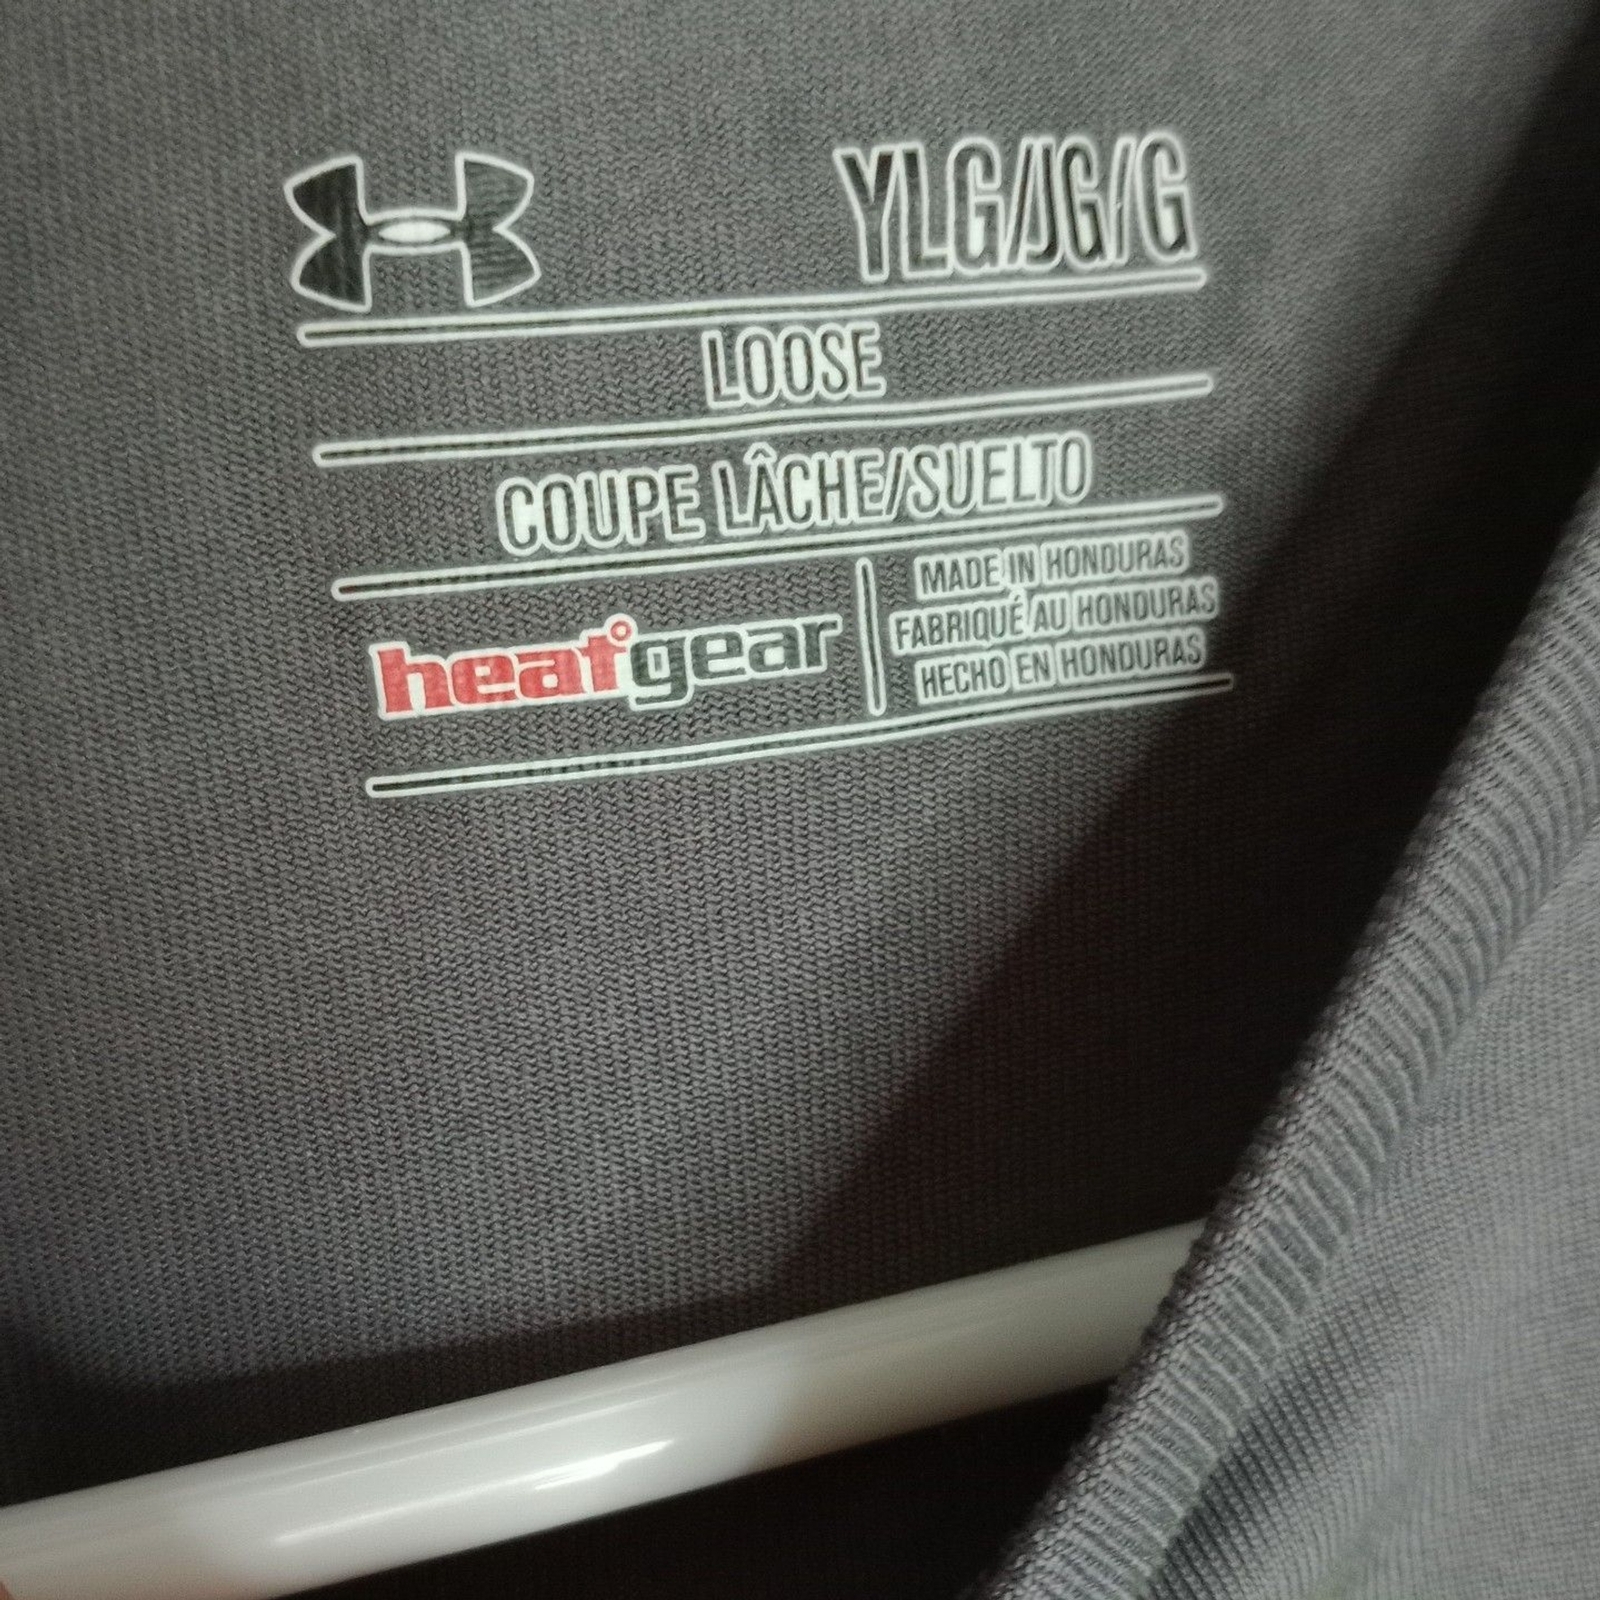 YLG/JG/G
LOOSE
COUPE LÂCHE/SUELTO
heatgear
MADE IN HONDURAS
FABRIQUÉ AU HONDURAS
HECHO EN HONDURAS